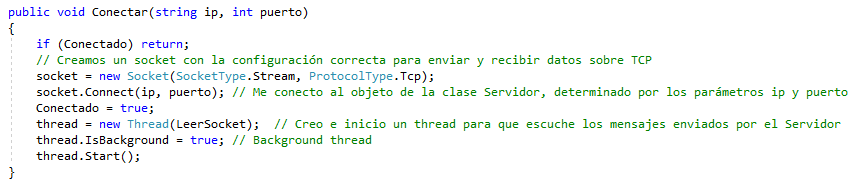 public void Conectar(string ip, int puerto)
{
    if (Conectado) return;
    // Creamos un socket con la configuración correcta para enviar y recibir datos sobre TCP
    socket = new Socket(SocketType.Stream, ProtocolType.Tcp);
    socket.Connect(ip, puerto); // Me conecto al objeto de la clase Servidor, determinado por los parámetros ip y puerto
    Conectado = true;
    thread = new Thread(LeerSocket);  // Creo e inicio un thread para que escuche los mensajes enviados por el Servidor
    thread.IsBackground = true; // Background thread
    thread.Start();
}